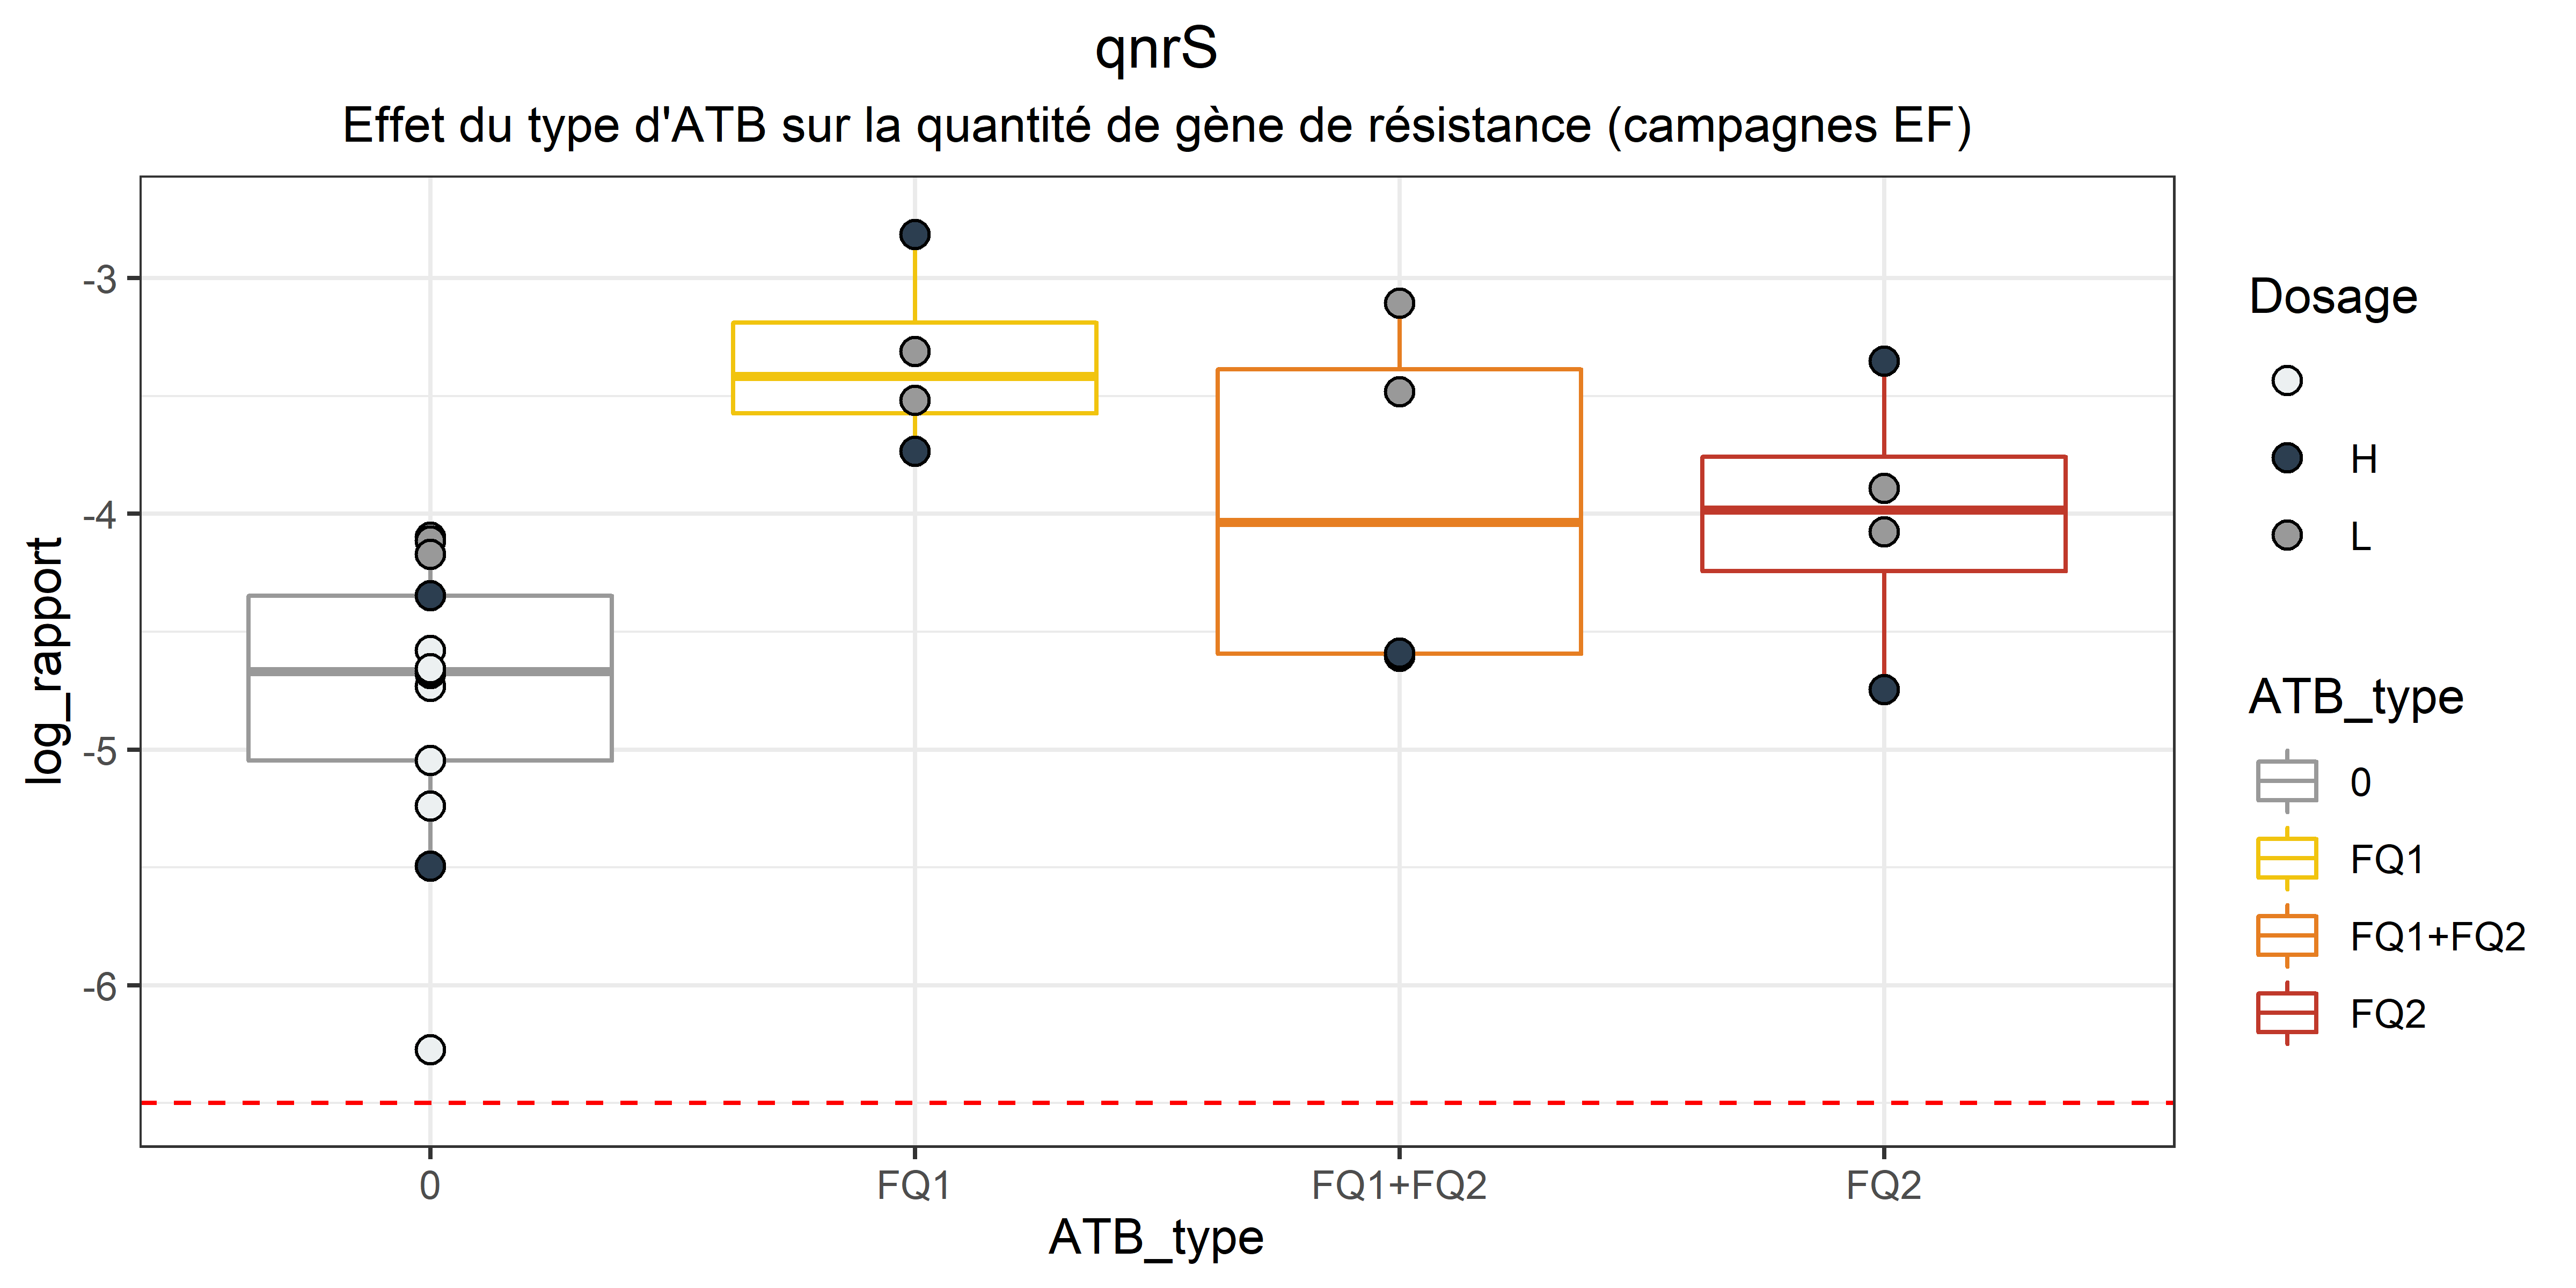 qnrS
Effet du type d'ATB sur la quantité de gène de résistance (campagnes EF)
log_rapport
-3
-4
-5
-6
0
FQ1
FQ1+FQ2
FQ2
ATB_type
Dosage
H
L
ATB_type
0
FQ1
FQ1+FQ2
FQ2